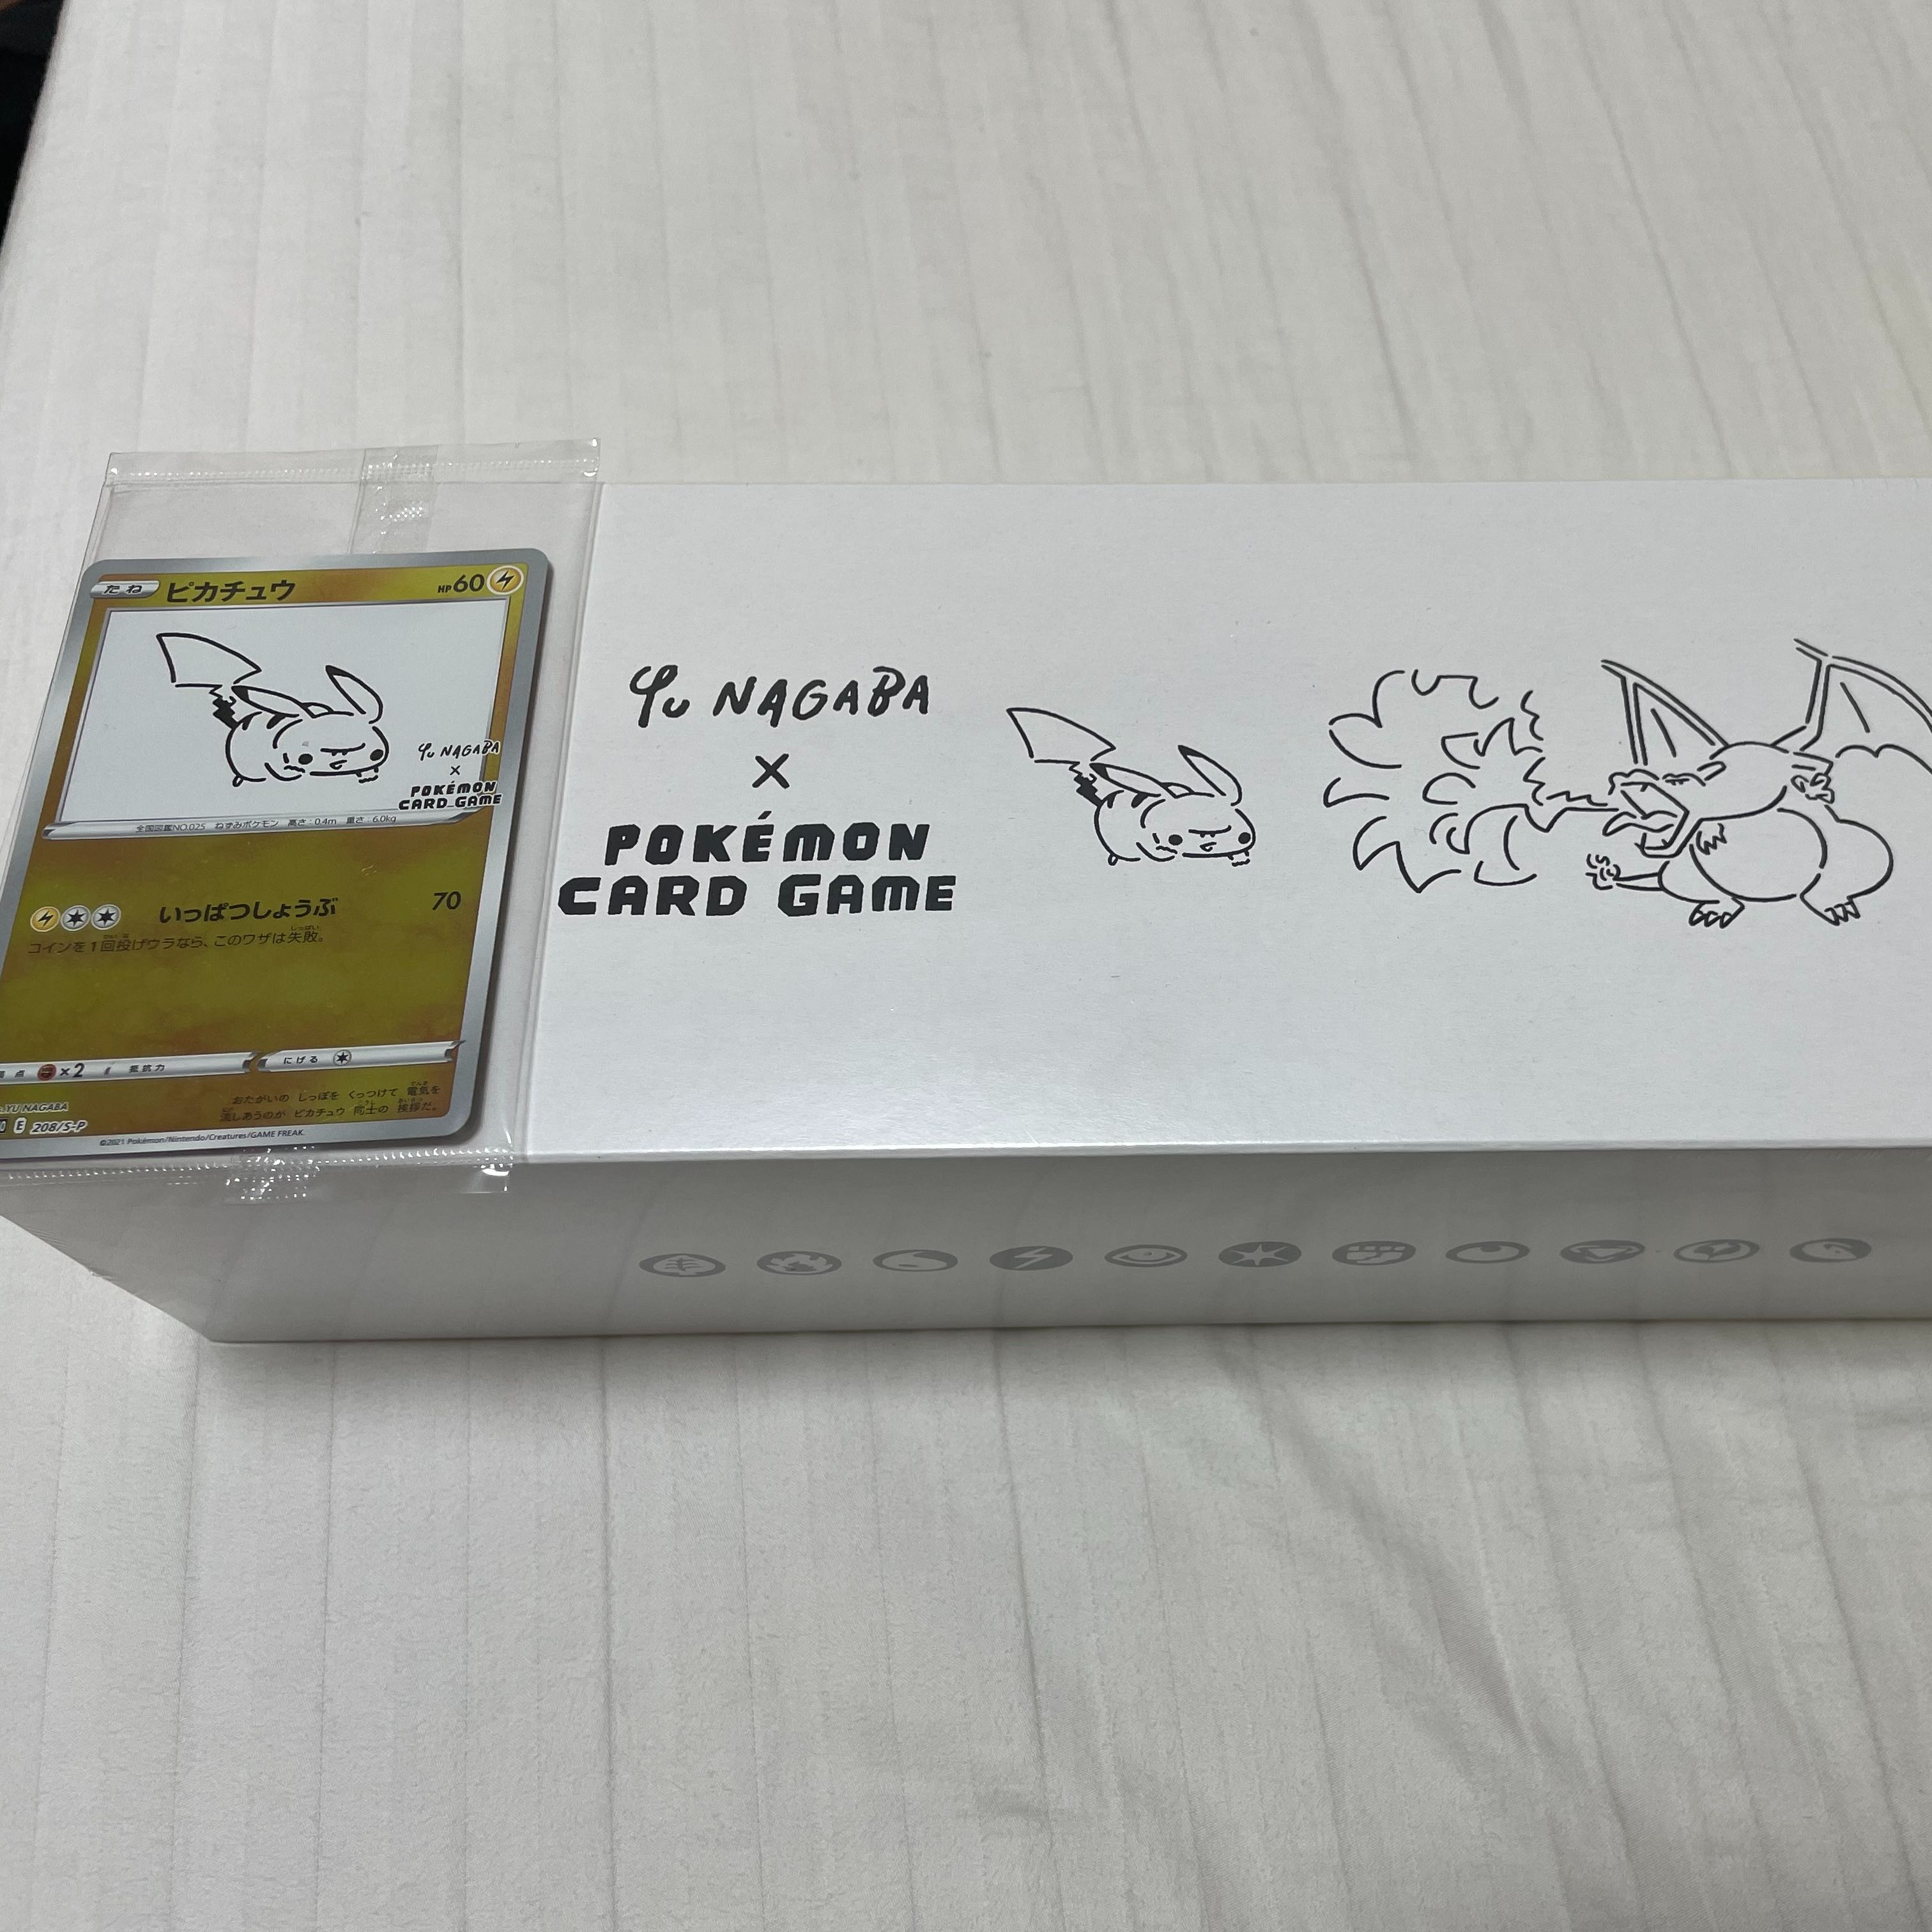 たね ピカチュウ HP60
YU NAGABA
×
POKÉMON
CARD GAME
全国図鑑NO.025 ねずみポケモン 高さ:0.4m 重さ:6.0kg
いっぱつしょうぶ 70
コインを1回投げウラなら、このワザは失敗。
点 ×2 抵抗力 にげる
おたがいの しっぽを くっつけて 電気を
流しあうのが ピカチュウ 同士の 挨拶だ。
YU NAGABA
E 208/S-P
©2021 Pokémon/Nintendo/Creatures/GAME FREAK.
YU NAGABA
×
POKÉMON
CARD GAME